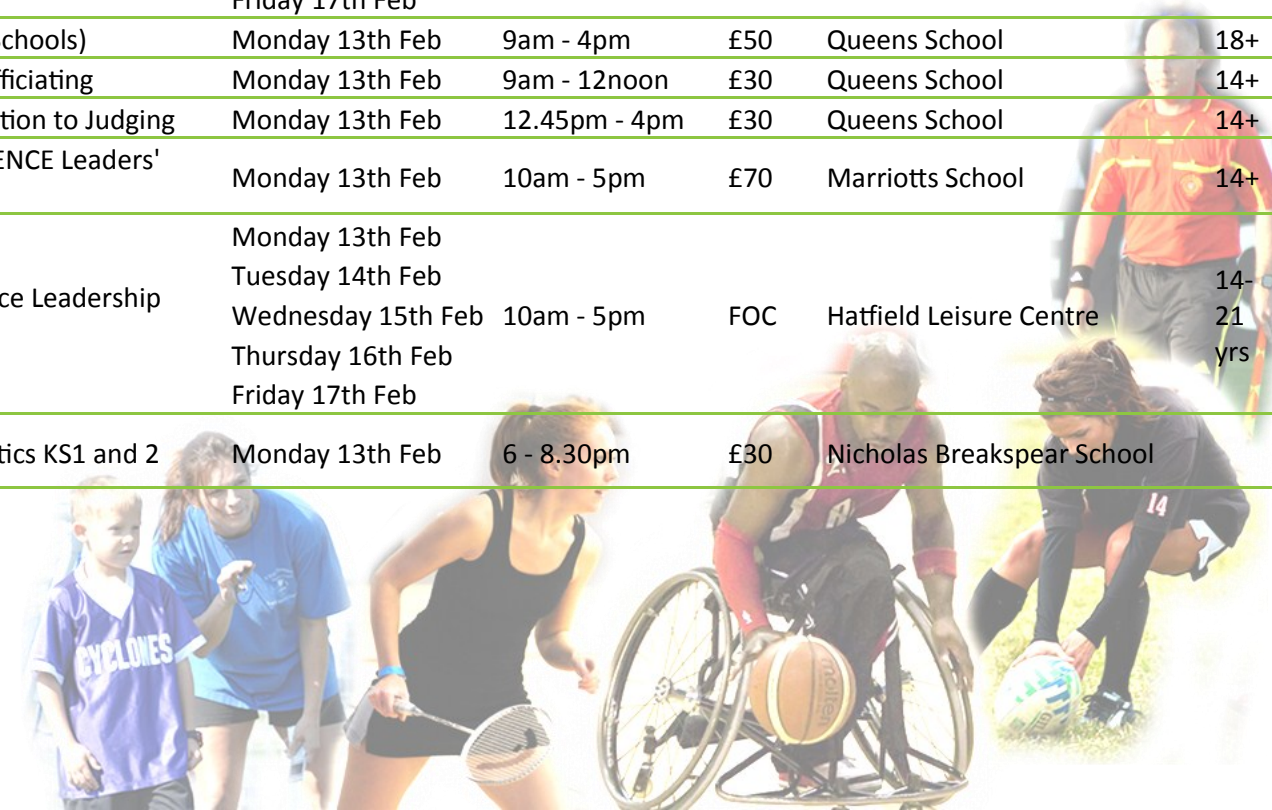 Friday 17th Feb
Schools) Monday 13th Feb 9am - 4pm £50 Queens School 18+
fficiating Monday 13th Feb 9am - 12noon £30 Queens School 14+
tion to Judging Monday 13th Feb 12.45pm - 4pm £30 Queens School 14+
ENCE Leaders'
Monday 13th Feb 10am - 5pm £70 Marriotts School 14+
Monday 13th Feb
Tuesday 14th Feb
ce Leadership
Wednesday 15th Feb 10am - 5pm FOC Hatfield Leisure Centre
14-
21
yrs
Thursday 16th Feb
Friday 17th Feb
tics KS1 and 2 Monday 13th Feb 6 - 8.30pm £30 Nicholas Breakspear School
14
CYCLONES
molten